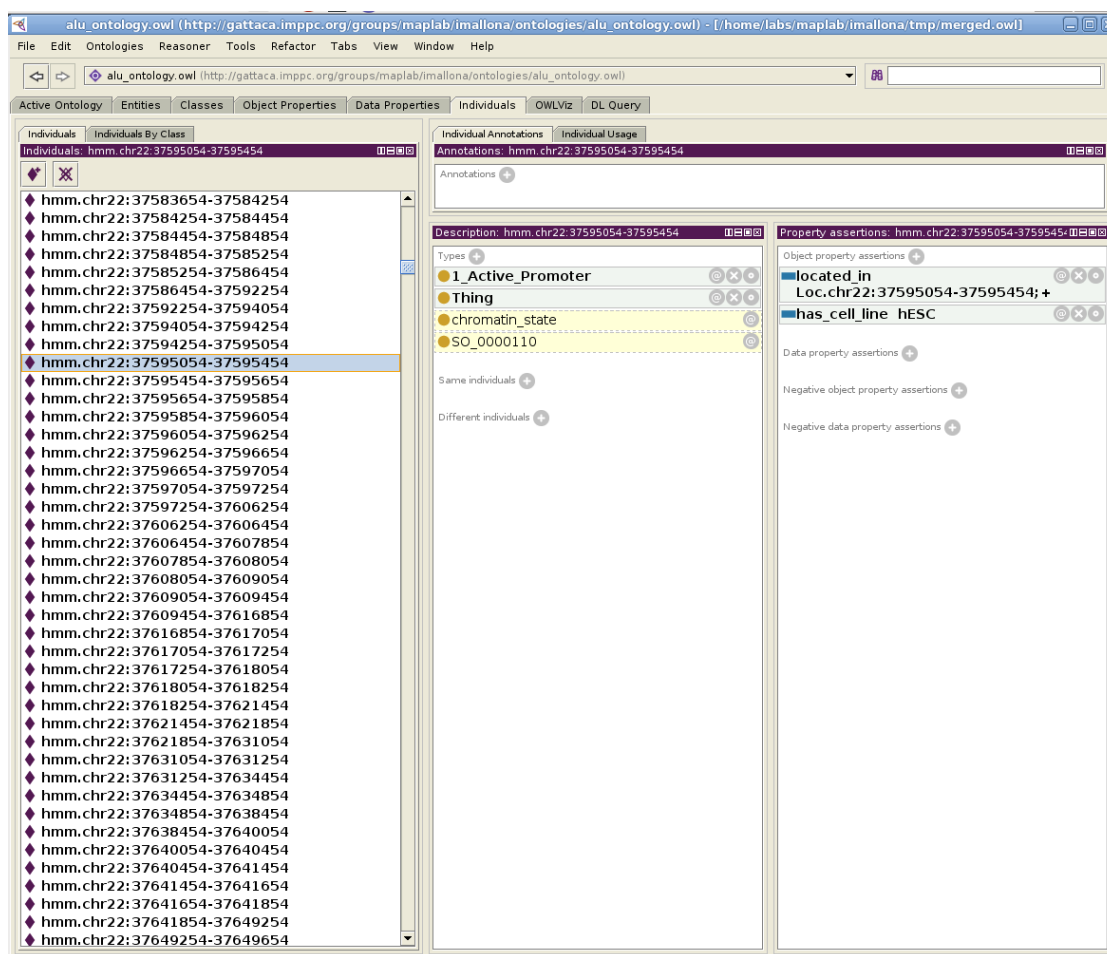 alu_ontology.owl (http://gattaca.imppc.org/groups/maplab/imallona/ontologies/alu_ontology.owl) - [/home/labs/maplab/imallona/tmp/merged.owl]
File Edit Ontologies Reasoner Tools Refactor Tabs View Window Help
alu_ontology.owl (http://gattaca.imppc.org/groups/maplab/imallona/ontologies/alu_ontology.owl)
Active Ontology Entities Classes Object Properties Data Properties Individuals OWLViz DL Query
Individuals Individuals By Class
Individuals: hmm.chr22:37595054-37595454
hmm.chr22:37583654-37584254
hmm.chr22:37584254-37584454
hmm.chr22:37584454-37584854
hmm.chr22:37584854-37585254
hmm.chr22:37585254-37586454
hmm.chr22:37586454-37592254
hmm.chr22:37592254-37594054
hmm.chr22:37594054-37594254
hmm.chr22:37594254-37595054
hmm.chr22:37595054-37595454
hmm.chr22:37595454-37595654
hmm.chr22:37595654-37595854
hmm.chr22:37595854-37596054
hmm.chr22:37596054-37596254
hmm.chr22:37596254-37596654
hmm.chr22:37596654-37597054
hmm.chr22:37597054-37597254
hmm.chr22:37597254-37606254
hmm.chr22:37606254-37606454
hmm.chr22:37606454-37607854
hmm.chr22:37607854-37608054
hmm.chr22:37608054-37609054
hmm.chr22:37609054-37609454
hmm.chr22:37609454-37616854
hmm.chr22:37616854-37617054
hmm.chr22:37617054-37617254
hmm.chr22:37617254-37618054
hmm.chr22:37618054-37618254
hmm.chr22:37618254-37621454
hmm.chr22:37621454-37621854
hmm.chr22:37621854-37631054
hmm.chr22:37631054-37631254
hmm.chr22:37631254-37634454
hmm.chr22:37634454-37634854
hmm.chr22:37634854-37638454
hmm.chr22:37638454-37640054
hmm.chr22:37640054-37640454
hmm.chr22:37640454-37641454
hmm.chr22:37641454-37641654
hmm.chr22:37641654-37641854
hmm.chr22:37641854-37649254
hmm.chr22:37649254-37649654
Individual Annotations Individual Usage
Annotations: hmm.chr22:37595054-37595454
Annotations
Description: hmm.chr22:37595054-37595454
Types
1_Active_Promoter
Thing
chromatin_state
SO_0000110
Same individuals
Different individuals
Property assertions: hmm.chr22:37595054-37595454
Object property assertions
located_in
Loc.chr22:37595054-37595454;+
has_cell_line hESC
Data property assertions
Negative object property assertions
Negative data property assertions